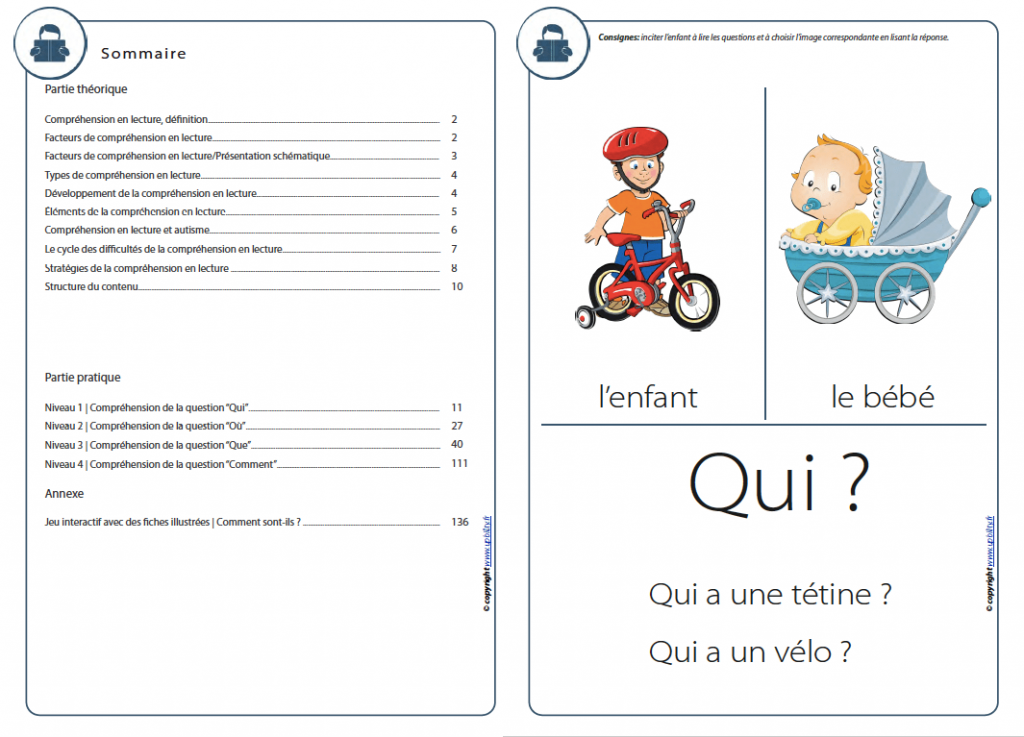 Sommaire
Partie théorique
Compréhension en lecture, définition 2
Facteurs de compréhension en lecture 2
Facteurs de compréhension en lecture/Présentation schématique 3
Types de compréhension en lecture 4
Développement de la compréhension en lecture 4
Éléments de la compréhension en lecture 5
Compréhension en lecture et autisme 6
Le cycle des difficultés de la compréhension en lecture 7
Stratégies de la compréhension en lecture 8
Structure du contenu 10
Partie pratique
Niveau 1 | Compréhension de la question "Qui" 11
Niveau 2 | Compréhension de la question "Où" 27
Niveau 3 | Compréhension de la question "Que" 40
Niveau 4 | Compréhension de la question "Comment" 111
Annexe
Jeu interactif avec des fiches illustrées | Comment sont-ils ? 136
© copyright www.upbility.fr
Consignes: inciter l'enfant à lire les questions et à choisir l'image correspondante en lisant la réponse.
l'enfant
le bébé
Qui ?
Qui a une tétine ?
Qui a un vélo ?
© copyright www.upbility.fr